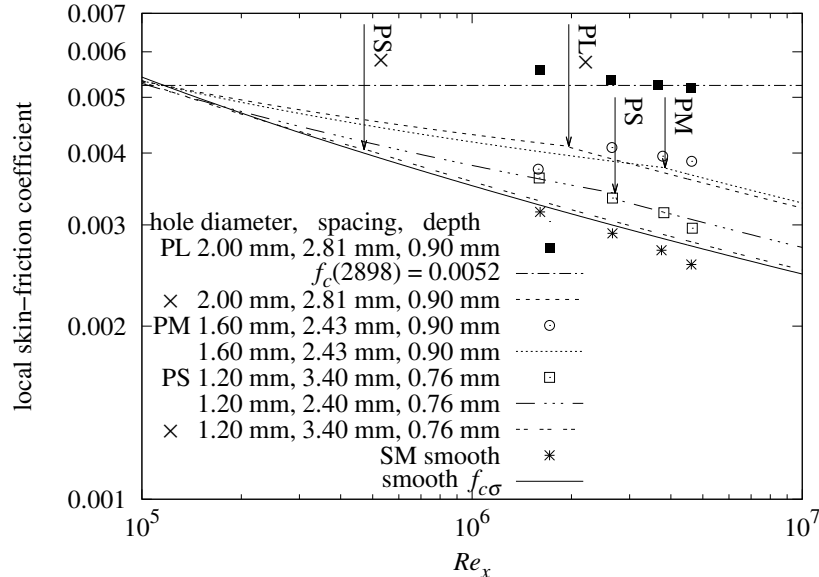 0.007
0.006
0.005
0.004
0.003
0.002
0.001
local skin−friction coefficient
PS×
PL×
PS
PM
hole diameter, spacing, depth
PL 2.00 mm, 2.81 mm, 0.90 mm
f_c(2898) = 0.0052
× 2.00 mm, 2.81 mm, 0.90 mm
PM 1.60 mm, 2.43 mm, 0.90 mm
1.60 mm, 2.43 mm, 0.90 mm
PS 1.20 mm, 3.40 mm, 0.76 mm
1.20 mm, 2.40 mm, 0.76 mm
× 1.20 mm, 3.40 mm, 0.76 mm
SM smooth
smooth f_{cσ}
10^5 10^6 10^7
Re_x